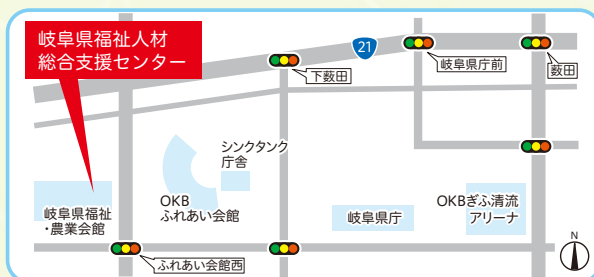 岐阜県福祉人材
総合支援センター
21
下薮田
岐阜県庁前
薮田
シンクタンク
庁舎
OKB
ふれあい会館
岐阜県福祉
・農業会館
岐阜県庁
OKBぎふ清流
アリーナ
ふれあい会館西
N